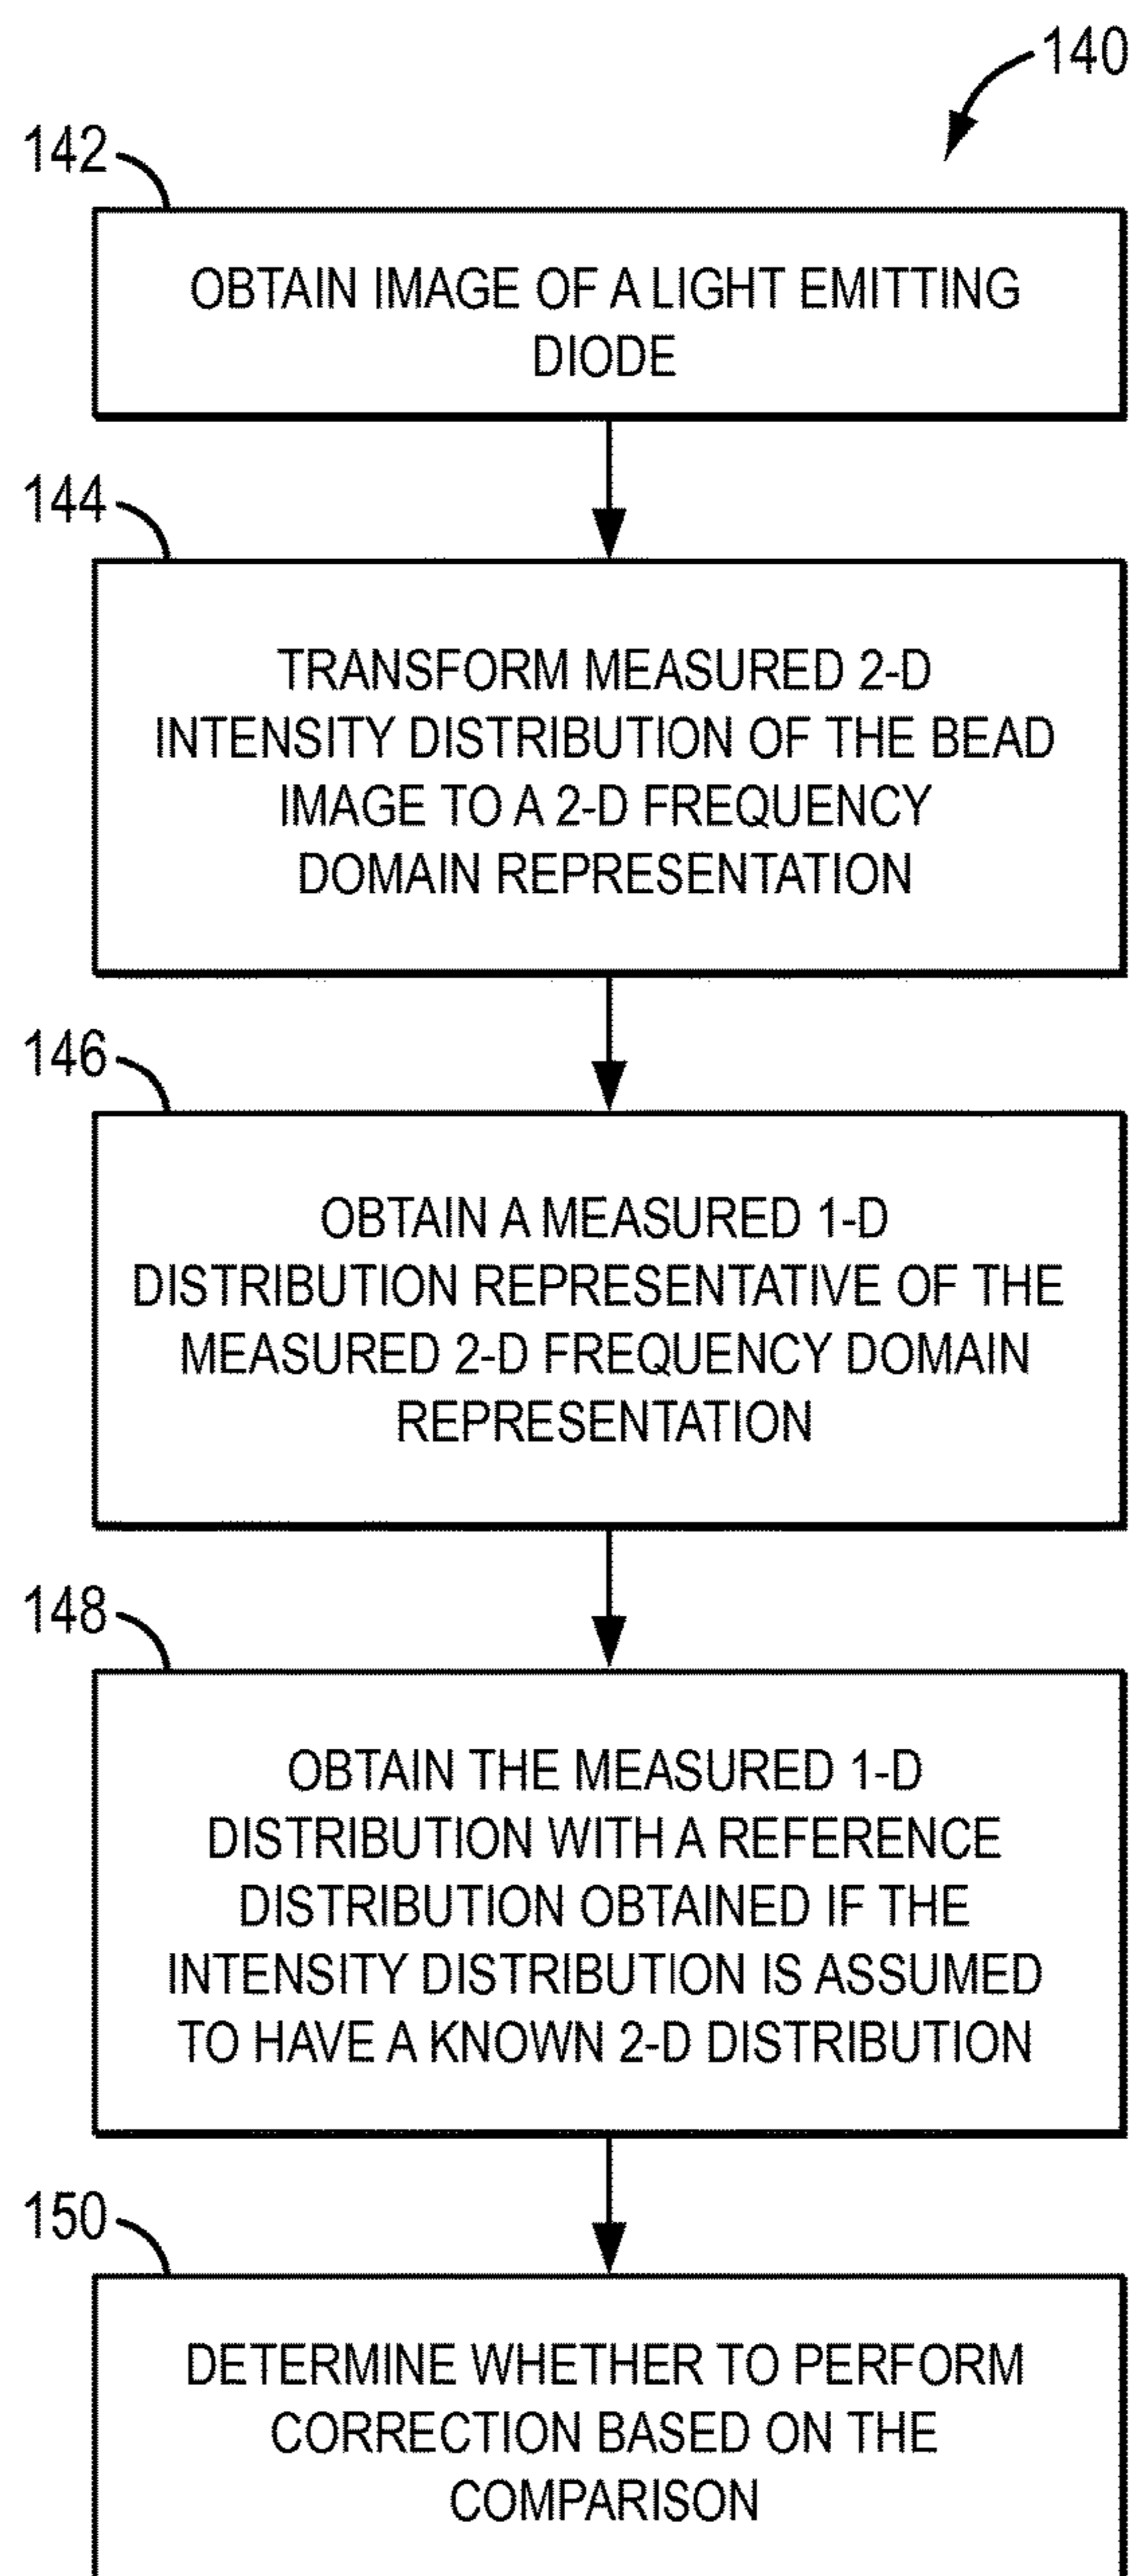 140
142
OBTAIN IMAGE OF A LIGHT EMITTING
DIODE
144
TRANSFORM MEASURED 2-D
INTENSITY DISTRIBUTION OF THE BEAD
IMAGE TO A 2-D FREQUENCY
DOMAIN REPRESENTATION
146
OBTAIN A MEASURED 1-D
DISTRIBUTION REPRESENTATIVE OF THE
MEASURED 2-D FREQUENCY DOMAIN
REPRESENTATION
148
OBTAIN THE MEASURED 1-D
DISTRIBUTION WITH A REFERENCE
DISTRIBUTION OBTAINED IF THE
INTENSITY DISTRIBUTION IS ASSUMED
TO HAVE A KNOWN 2-D DISTRIBUTION
150
DETERMINE WHETHER TO PERFORM
CORRECTION BASED ON THE
COMPARISON